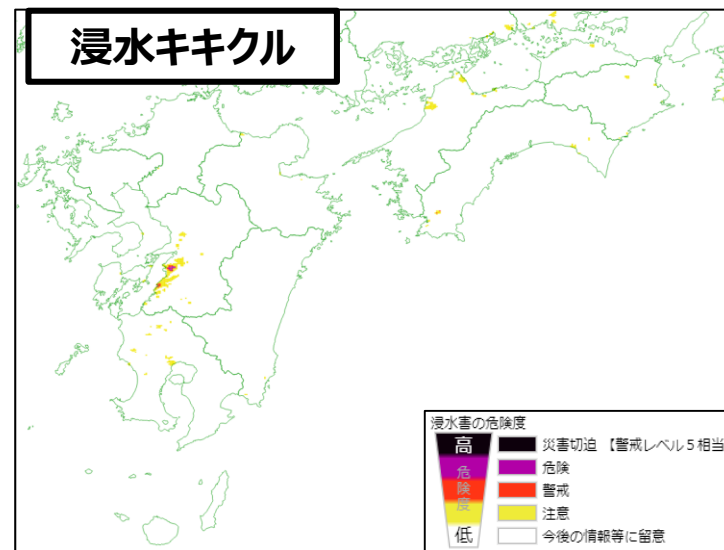 浸水キキクル
浸水害の危険度
高
危険度
低
災害切迫 【警戒レベル5相当
危険
警戒
注意
今後の情報等に留意